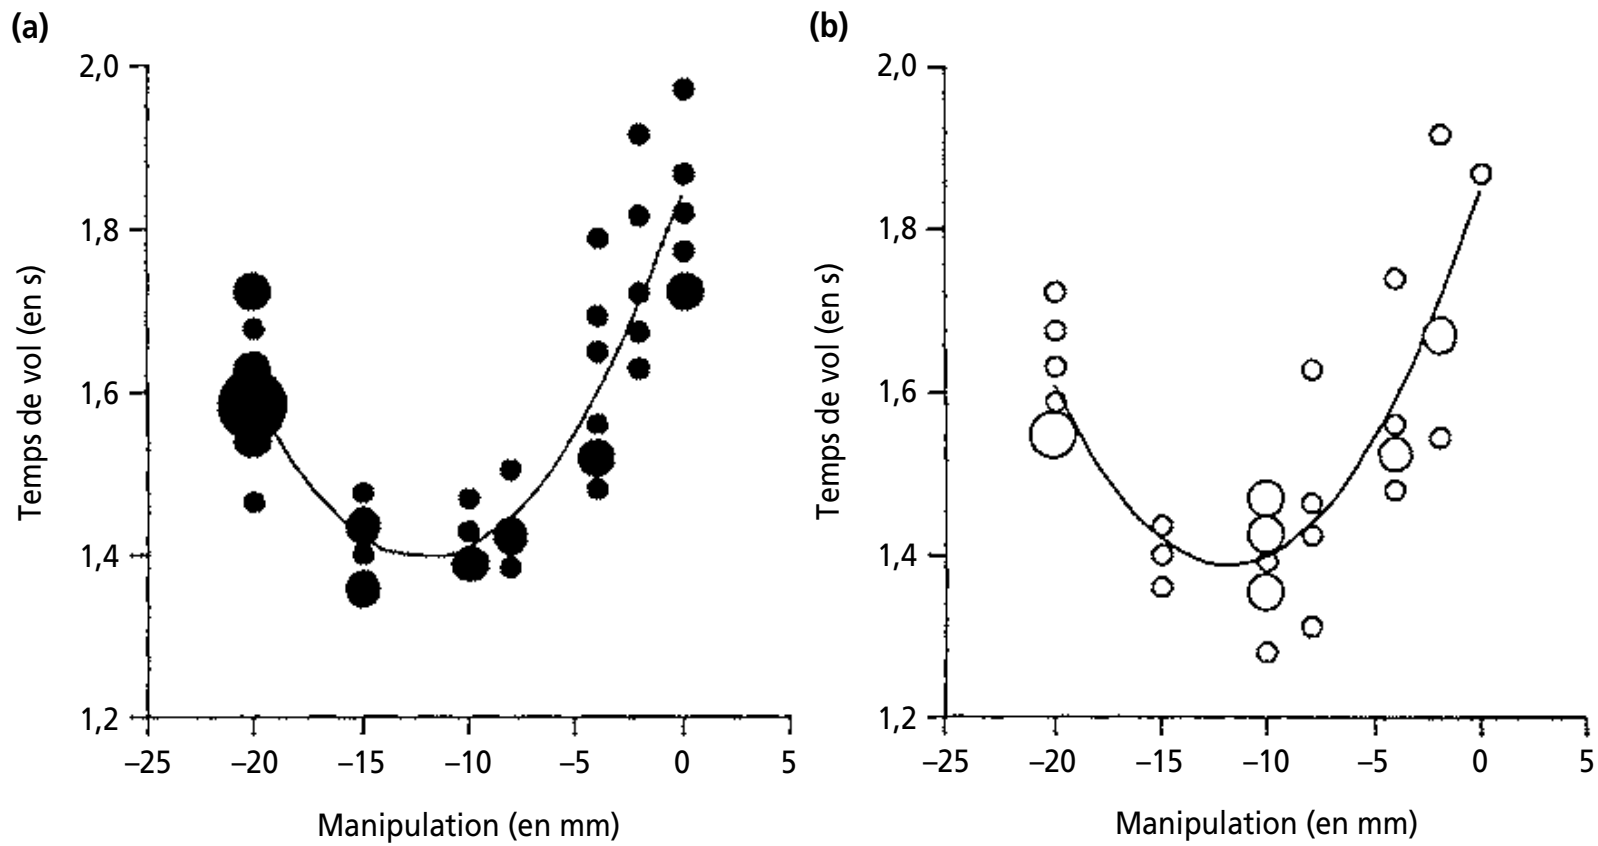 (a)
2,0
1,8
1,6
1,4
1,2
Temps de vol (en s)
–25 –20 –15 –10 –5 0 5
Manipulation (en mm)
(b)
2,0
1,8
1,6
1,4
1,2
Temps de vol (en s)
–25 –20 –15 –10 –5 0 5
Manipulation (en mm)